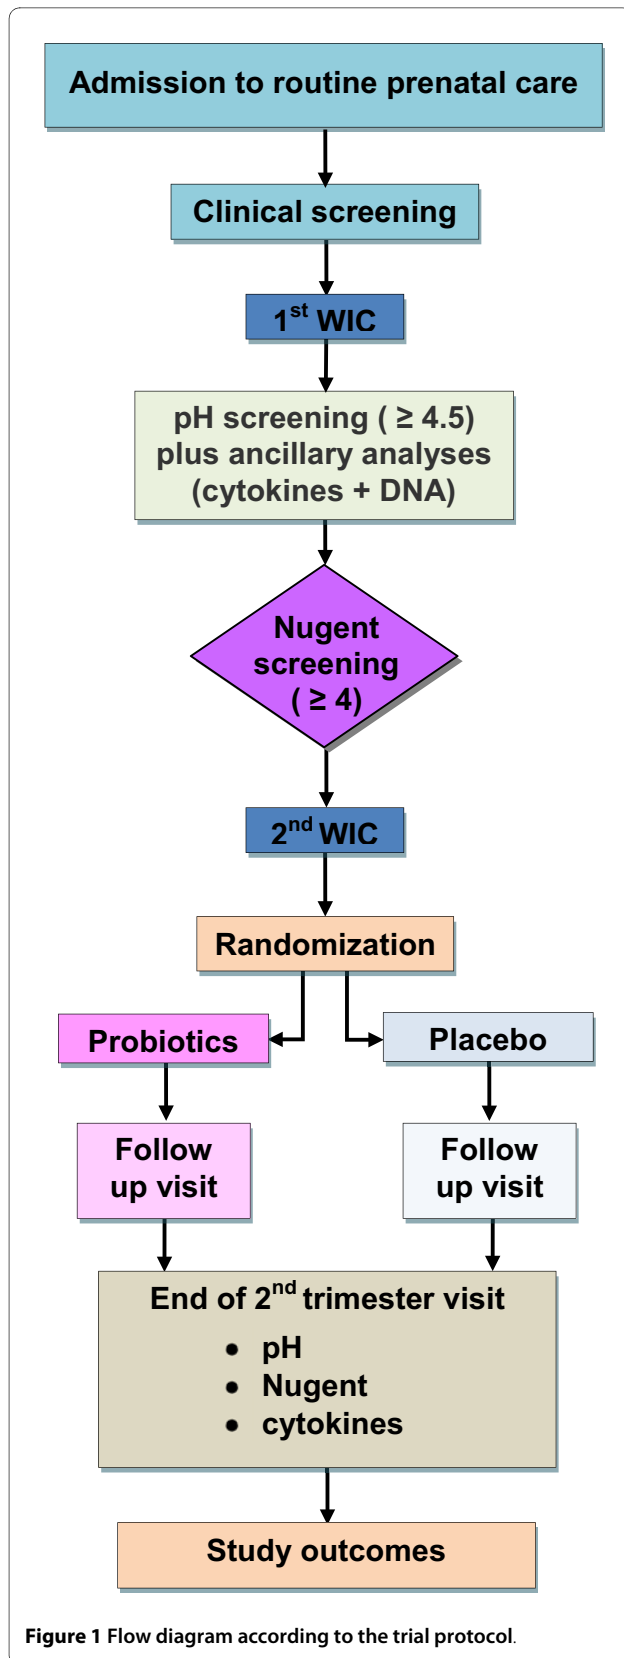 Admission to routine prenatal care
Clinical screening
1st WIC
pH screening ( ≥ 4.5)
plus ancillary analyses
(cytokines + DNA)
Nugent
screening
( ≥ 4)
2nd WIC
Randomization
Probiotics
Placebo
Follow
up visit
Follow
up visit
End of 2nd trimester visit
• pH
• Nugent
• cytokines
Study outcomes
Figure 1 Flow diagram according to the trial protocol.